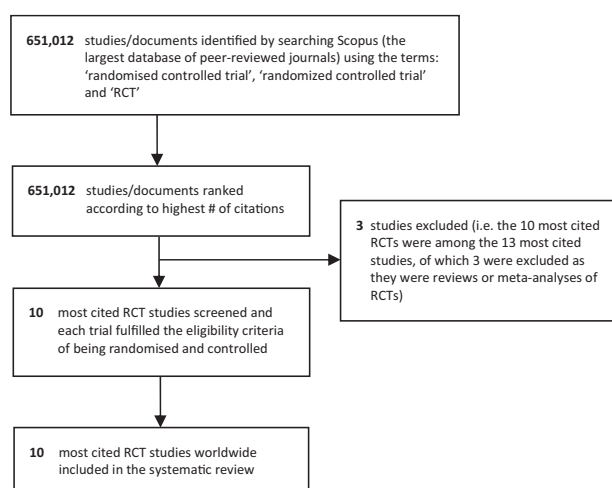 651,012 studies/documents identified by searching Scopus (the
largest database of peer-reviewed journals) using the terms:
‘randomised controlled trial’, ‘randomized controlled trial’
and ‘RCT’
651,012 studies/documents ranked
according to highest # of citations
3 studies excluded (i.e. the 10 most cited
RCTs were among the 13 most cited
studies, of which 3 were excluded as
they were reviews or meta-analyses of
RCTs)
10 most cited RCT studies screened and
each trial fulfilled the eligibility criteria
of being randomised and controlled
10 most cited RCT studies worldwide
included in the systematic review